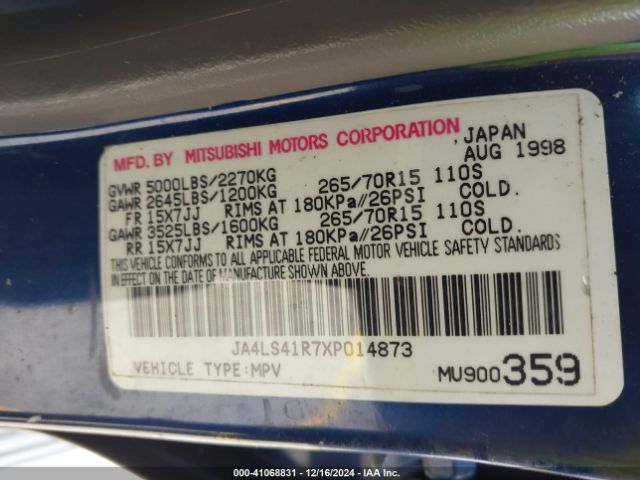 MFD. BY MITSUBISHI MOTORS CORPORATION JAPAN
AUG 1998
GVWR 5000LBS/2270KG
GAWR 2645LBS/1200KG 265/70R15 110S
FR 15X7JJ RIMS AT 180KPa//26PSI COLD.
GAWR 3525LBS/1600KG 265/70R15 110S
RR 15X7JJ RIMS AT 180KPa//26PSI COLD.
THIS VEHICLE CONFORMS TO ALL APPLICABLE FEDERAL MOTOR VEHICLE SAFETY STANDARDS
IN EFFECT ON THE DATE OF MANUFACTURE SHOWN ABOVE.
JA4LS41R7XP014873
VEHICLE TYPE:MPV
MU900359
000-41068831 - 12/16/2024 - IAA Inc.